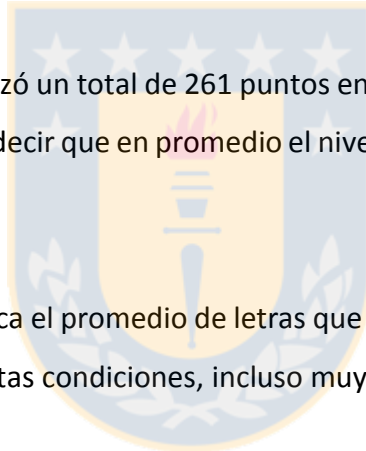 zó un total de 261 puntos en
decir que en promedio el nive
ca el promedio de letras que
tas condiciones, incluso muy